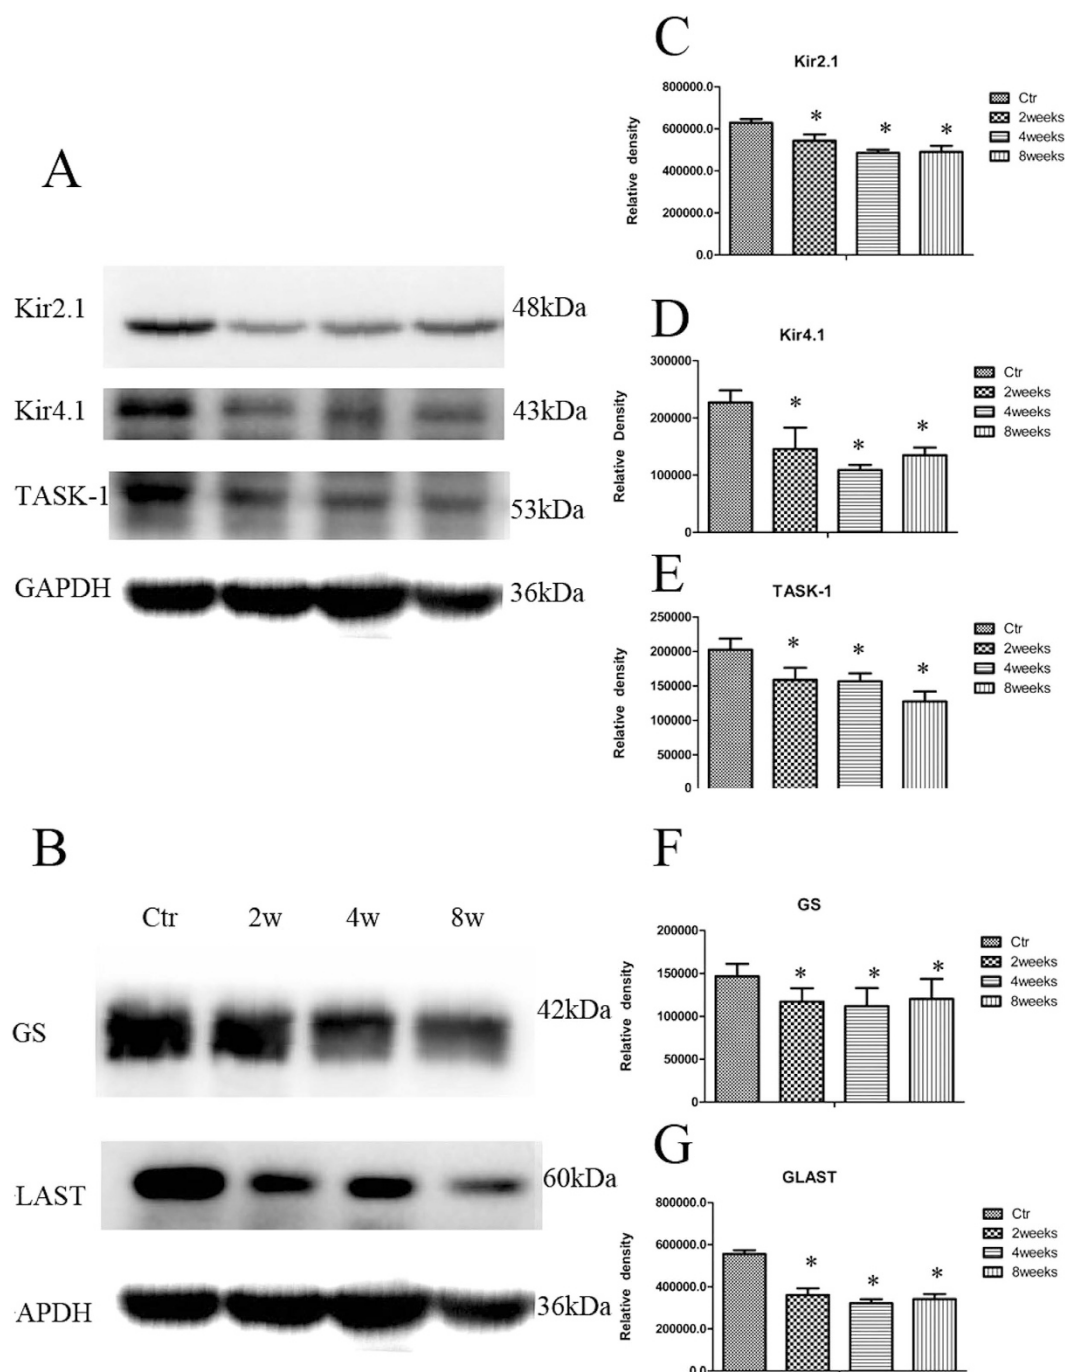 A
Kir2.1 48kDa
Kir4.1 43kDa
TASK-1 53kDa
GAPDH 36kDa
B
Ctr 2w 4w 8w
GS 42kDa
LAST 60kDa
APDH 36kDa
C
Kir2.1
Relative density
800000.0
600000.0
400000.0
200000.0
0.0
* * *
Ctr
2weeks
4weeks
8weeks
D
Kir4.1
Relative Density
300000
200000
100000
0
* * *
Ctr
2weeks
4weeks
8weeks
E
TASK-1
Relative density
250000
200000
150000
100000
50000
0
* * *
Ctr
2weeks
4weeks
8weeks
F
GS
Relative density
200000
150000
100000
50000
0
* * *
Ctr
2weeks
4weeks
8weeks
G
GLAST
Relative density
800000.0
600000.0
400000.0
200000.0
0.0
* * *
Ctr
2weeks
4weeks
8weeks